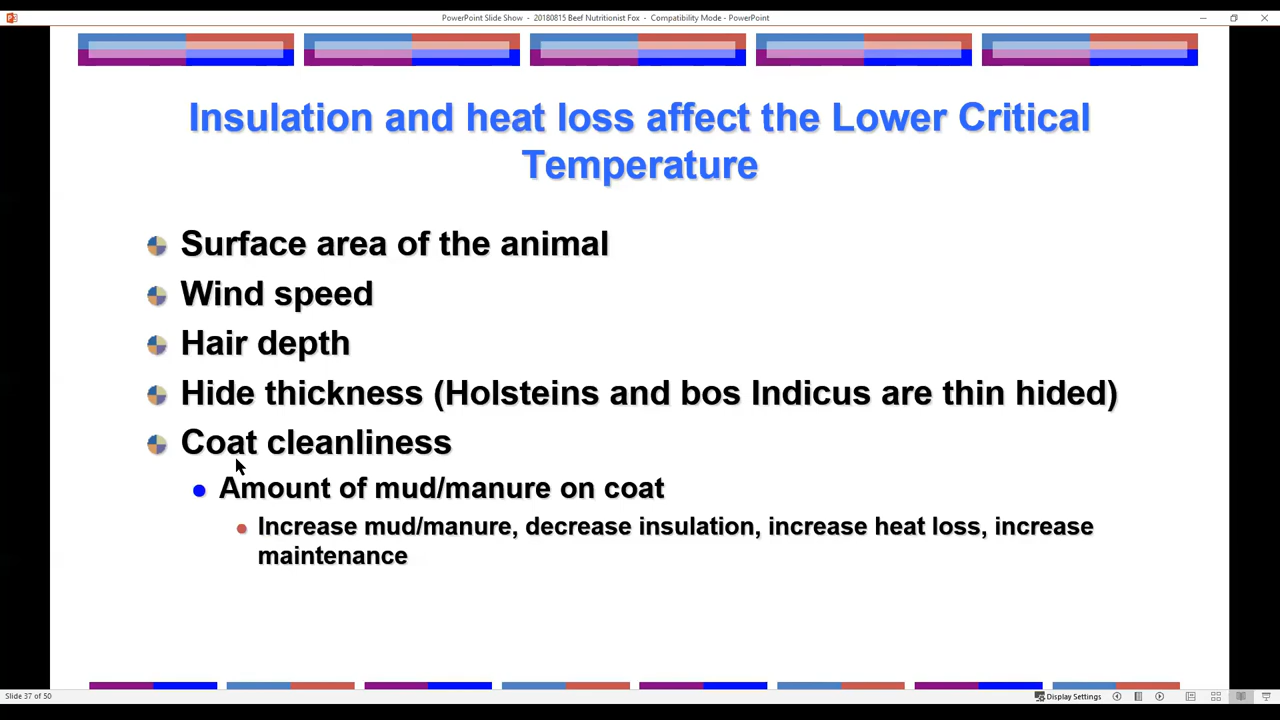 PowerPoint Slide Show - 20180815 Beef Nutritionist Fox - Compatibility Mode - PowerPoint
Insulation and heat loss affect the Lower Critical
Temperature
Surface area of the animal
Wind speed
Hair depth
Hide thickness (Holsteins and bos Indicus are thin hided)
Coat cleanliness
Amount of mud/manure on coat
Increase mud/manure, decrease insulation, increase heat loss, increase
maintenance
Slide 37 of 50
Display Settings